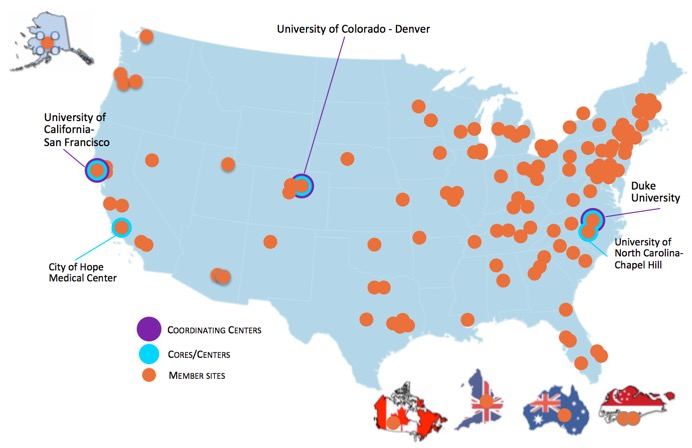 University of Colorado - Denver
University of
California-
San Francisco
Duke
University
University of
North Carolina-
Chapel Hill
City of Hope
Medical Center
COORDINATING CENTERS
CORES/CENTERS
MEMBER SITES